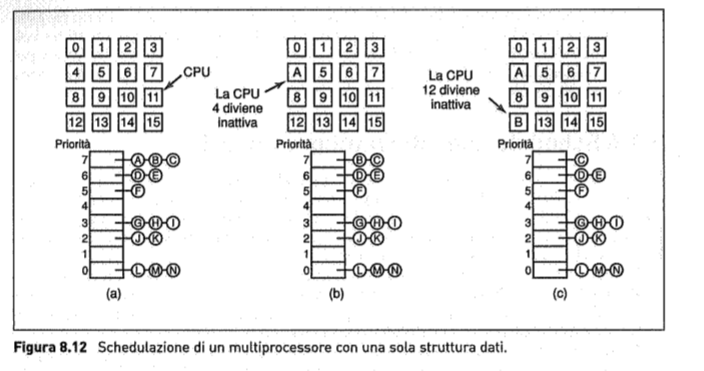 0 1 2 3
4 5 6 7
8 9 10 11
12 13 14 15
CPU
Priorità
7 A B C
6 D E
5 F
4
3 G H I
2 J K
1
0 L M N
(a)
La CPU
4 diviene
inattiva
0 1 2 3
A 5 6 7
8 9 10 11
12 13 14 15
Priorità
7 B C
6 D E
5 F
4
3 G H I
2 J K
1
0 L M N
(b)
La CPU
12 diviene
inattiva
0 1 2 3
A 5 6 7
8 9 10 11
B 13 14 15
Priorità
7 C
6 D E
5 F
4
3 G H I
2 J K
1
0 L M N
(c)
Figura 8.12 Schedulazione di un multiprocessore con una sola struttura dati.